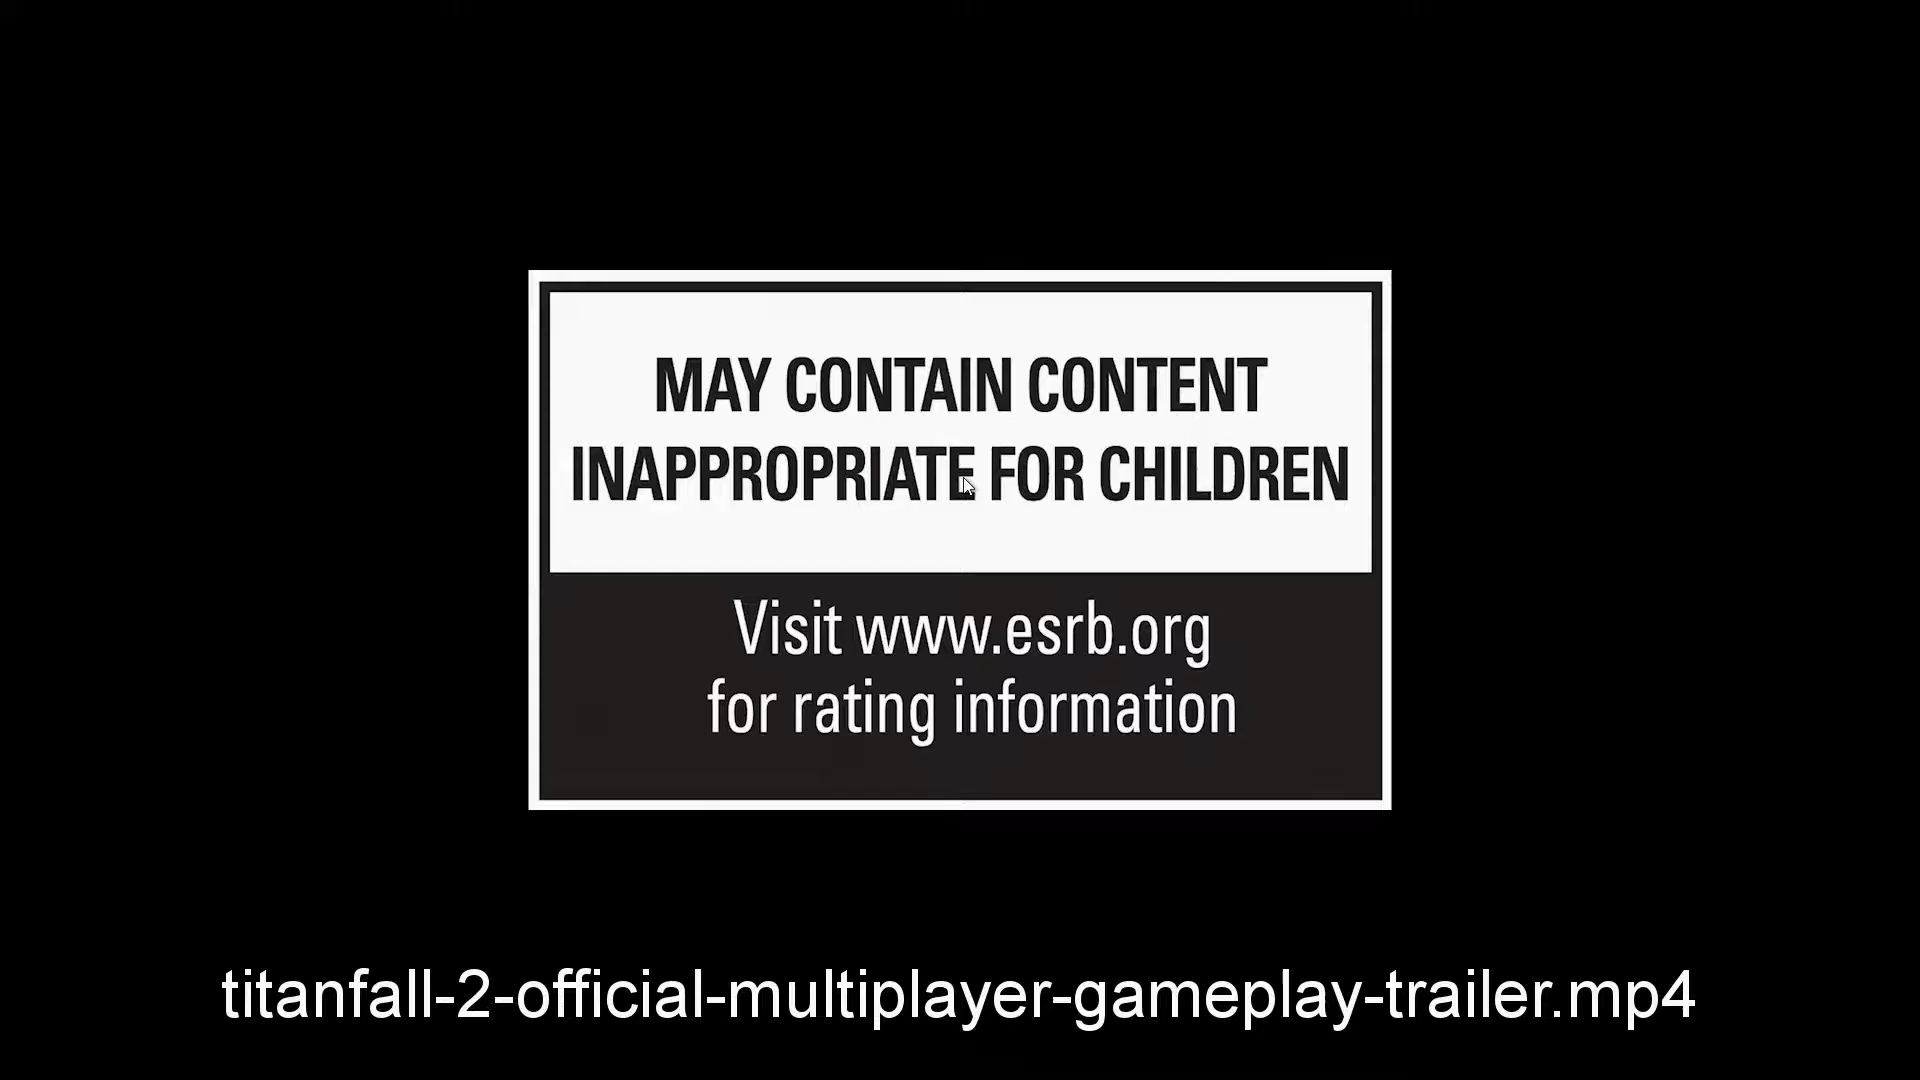 MAY CONTAIN CONTENT
INAPPROPRIATE FOR CHILDREN
Visit www.esrb.org
for rating information
titanfall-2-official-multiplayer-gameplay-trailer.mp4